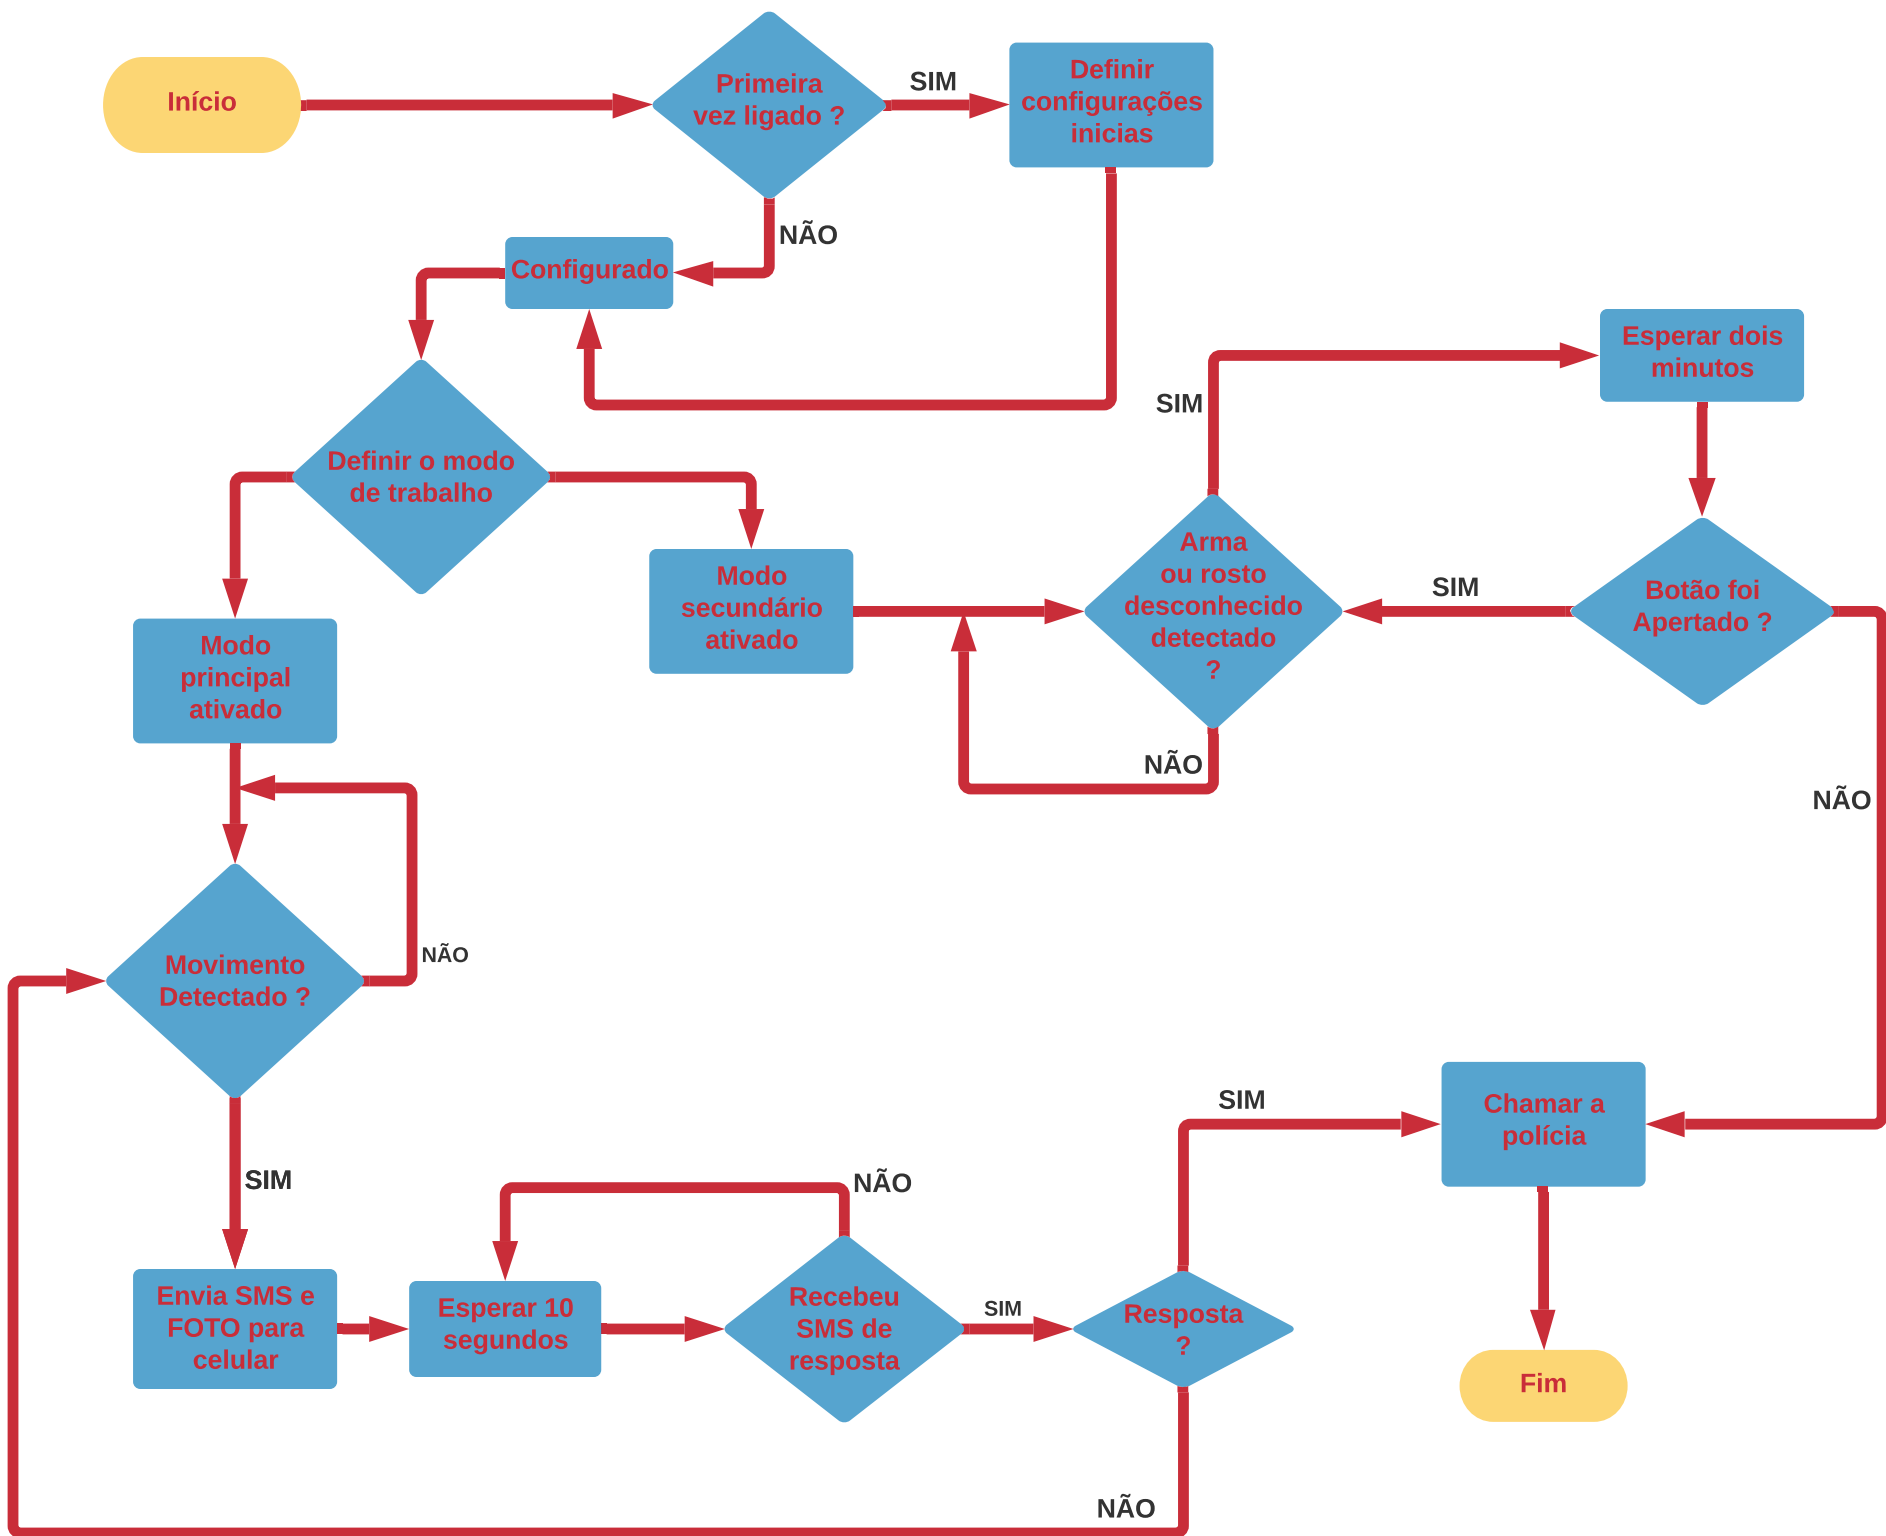 Início
Primeira
vez ligado ?
SIM
Definir
configurações
inicias
NÃO
Configurado
Definir o modo
de trabalho
Modo
principal
ativado
Modo
secundário
ativado
Arma
ou rosto
desconhecido
detectado
?
SIM
Esperar dois
minutos
Botão foi
Apertado ?
SIM
NÃO
NÃO
Movimento
Detectado ?
NÃO
SIM
Envia SMS e
FOTO para
celular
Esperar 10
segundos
Recebeu
SMS de
resposta
NÃO
SIM
Resposta
?
SIM
NÃO
Chamar a
polícia
Fim